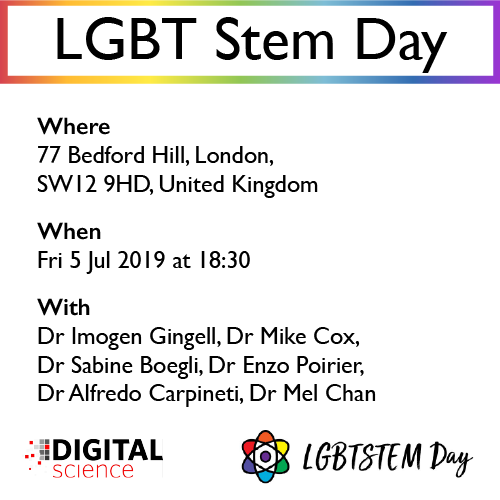 LGBT Stem Day
Where
77 Bedford Hill, London,
SW12 9HD, United Kingdom
When
Fri 5 Jul 2019 at 18:30
With
Dr Imogen Gingell, Dr Mike Cox,
Dr Sabine Boegli, Dr Enzo Poirier,
Dr Alfredo Carpineti, Dr Mel Chan
DIGITAL
science
LGBTSTEM Day